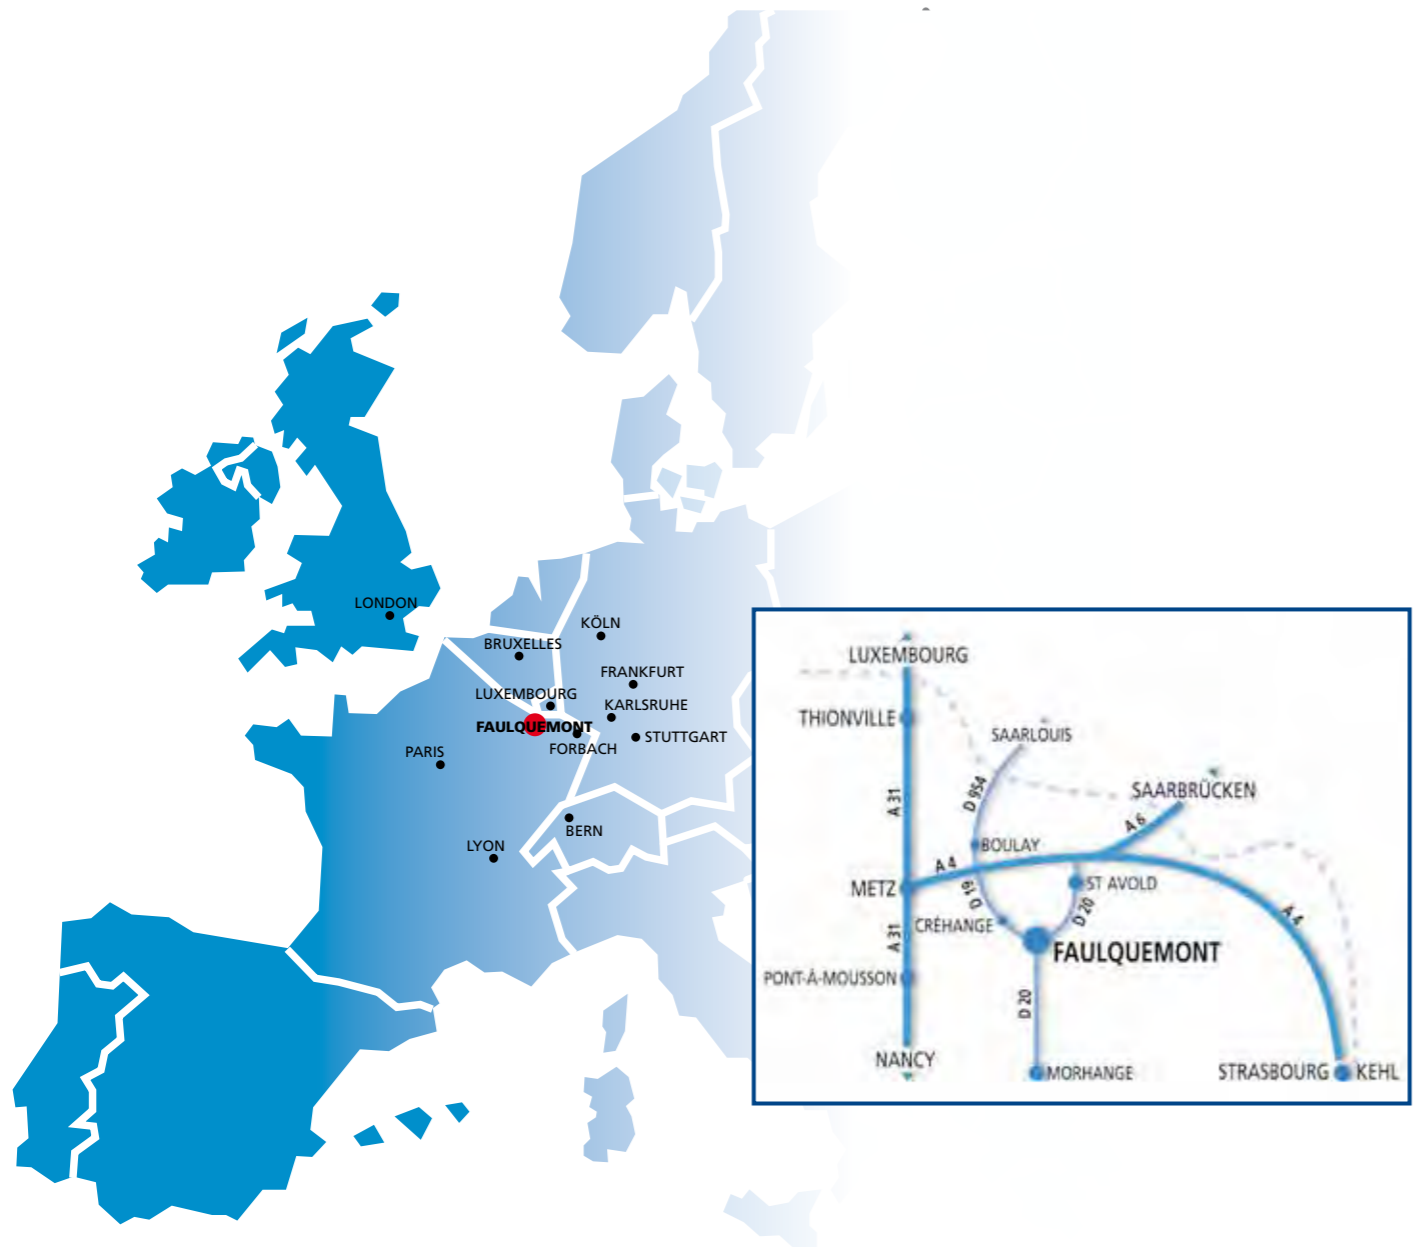 LONDON
KÖLN
BRUXELLES
FRANKFURT
LUXEMBOURG
KARLSRUHE
FAULQUEMONT
STUTTGART
FORBACH
PARIS
BERN
LYON
LUXEMBOURG
THIONVILLE
SAARLOUIS
D 954
SAARBRÜCKEN
A 31
A 6
BOULAY
A 4
METZ
D 19
ST AVOLD
A 4
CRÉHANGE
D 20
A 31
FAULQUEMONT
PONT-À-MOUSSON
D 20
NANCY
MORHANGE
STRASBOURG
KEHL